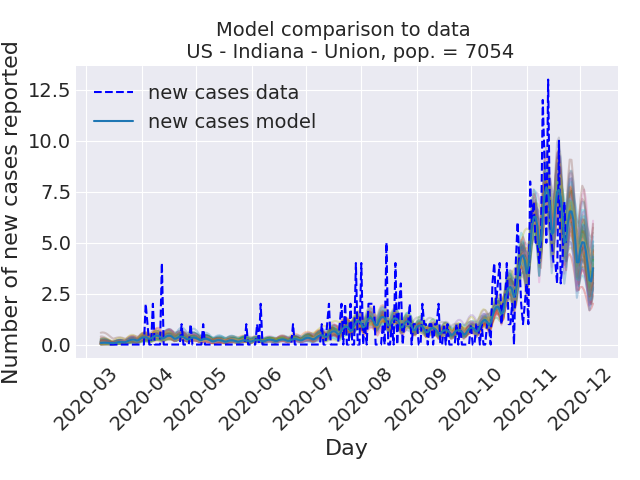 Model comparison to data
US - Indiana - Union, pop. = 7054
Number of new cases reported
12.5
10.0
7.5
5.0
2.5
0.0
new cases data
new cases model
2020-03
2020-04
2020-05
2020-06
2020-07
2020-08
2020-09
2020-10
2020-11
2020-12
Day